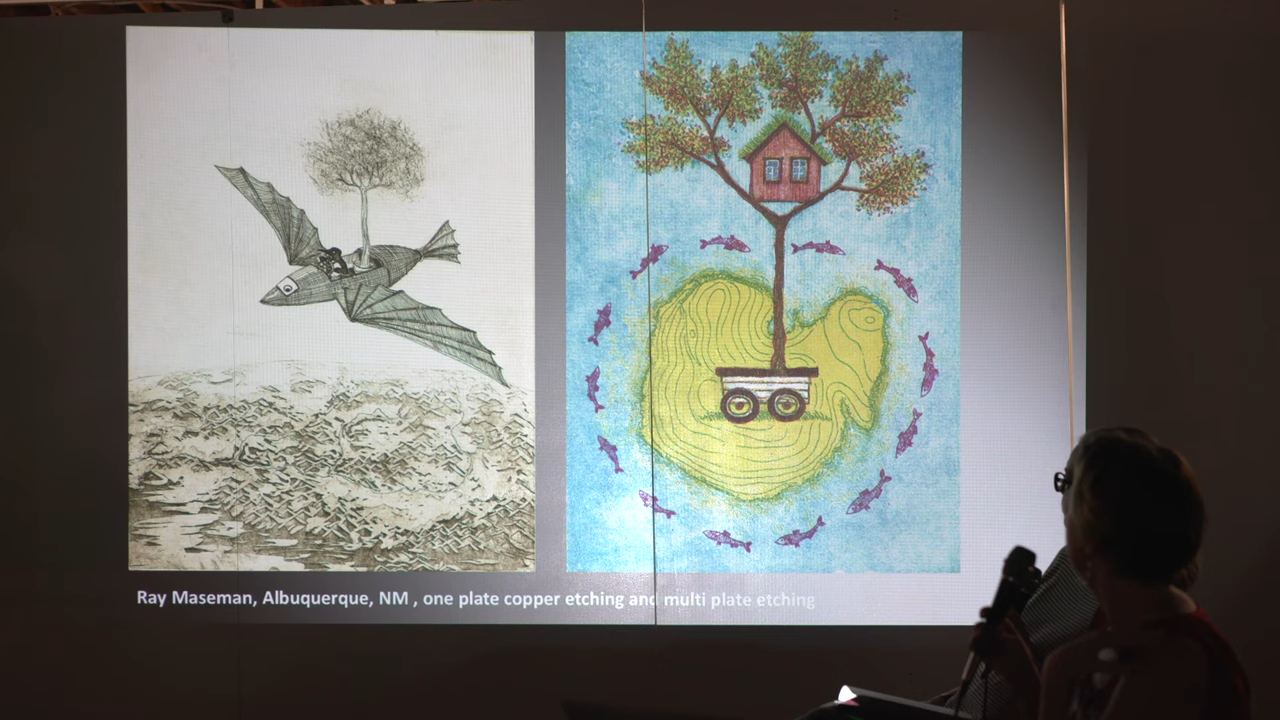 Ray Maseman, Albuquerque, NM , one plate copper etching and multi plate etching